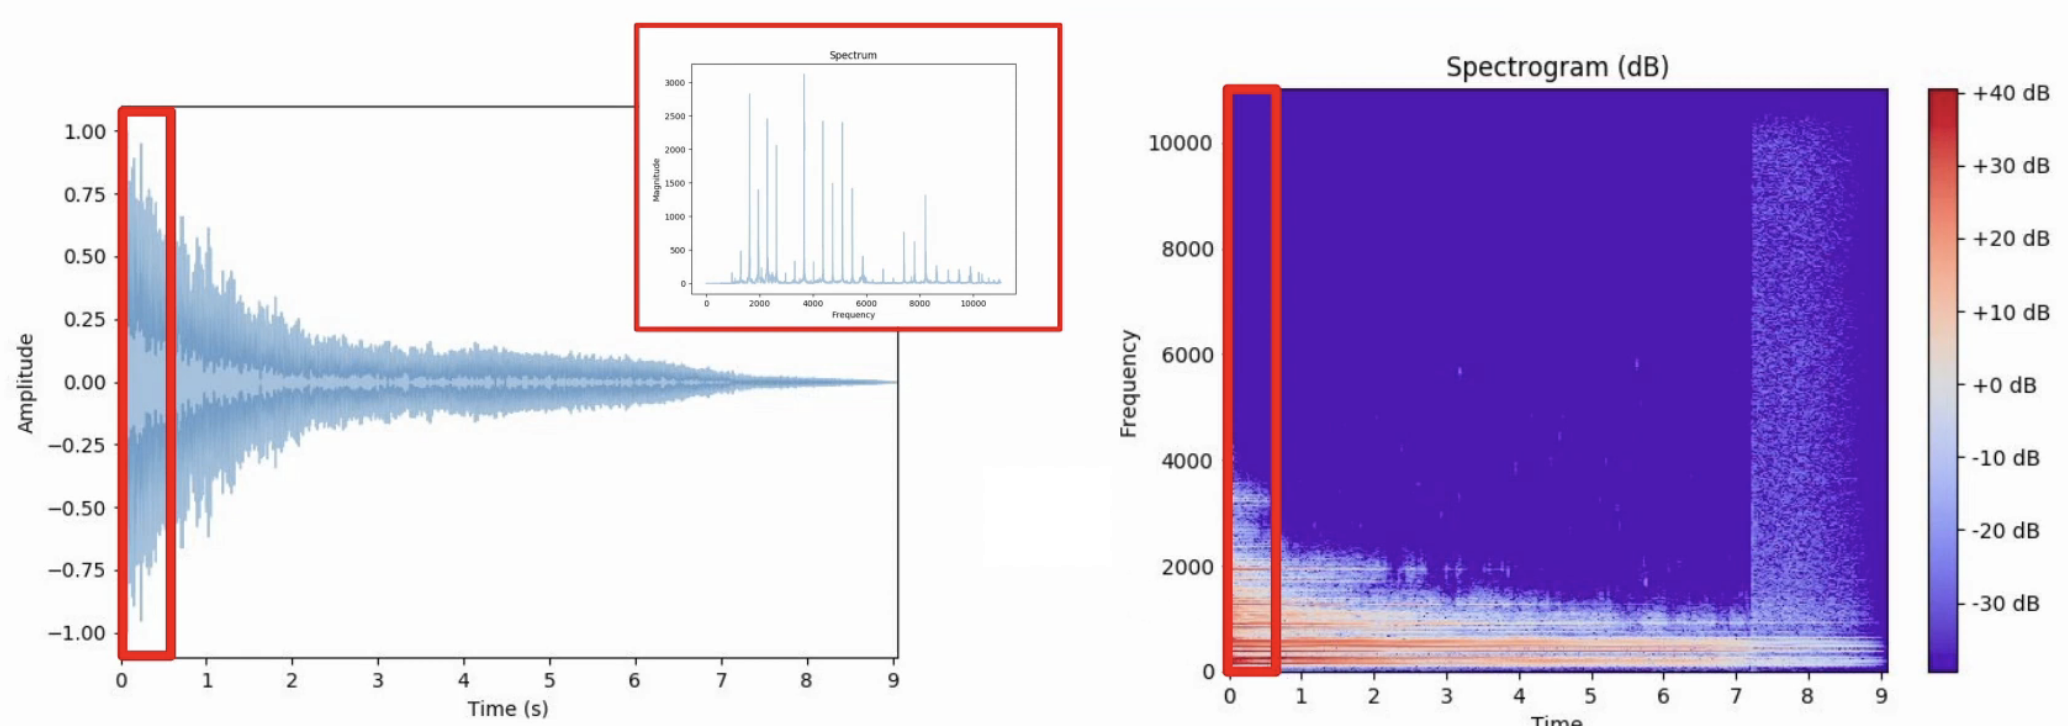 Spectrum
3000
2500
2000
1500
1000
500
0
Magnitude
0 2000 4000 6000 8000 10000
Frequency
1.00
0.75
0.50
0.25
0.00
−0.25
−0.50
−0.75
−1.00
Amplitude
0 1 2 3 4 5 6 7 8 9
Time (s)
Spectrogram (dB)
10000
8000
6000
4000
2000
0
Frequency
0 1 2 3 4 5 6 7 8 9
Time
+40 dB
+30 dB
+20 dB
+10 dB
+0 dB
-10 dB
-20 dB
-30 dB